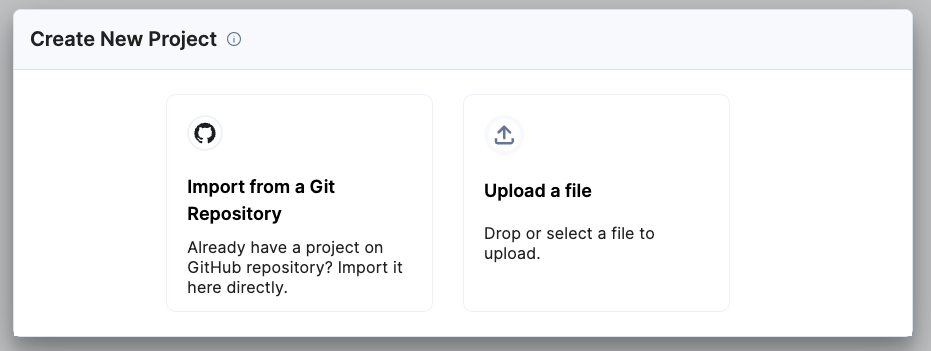 Create New Project
Import from a Git
Repository
Already have a project on
GitHub repository? Import it
here directly.
Upload a file
Drop or select a file to
upload.